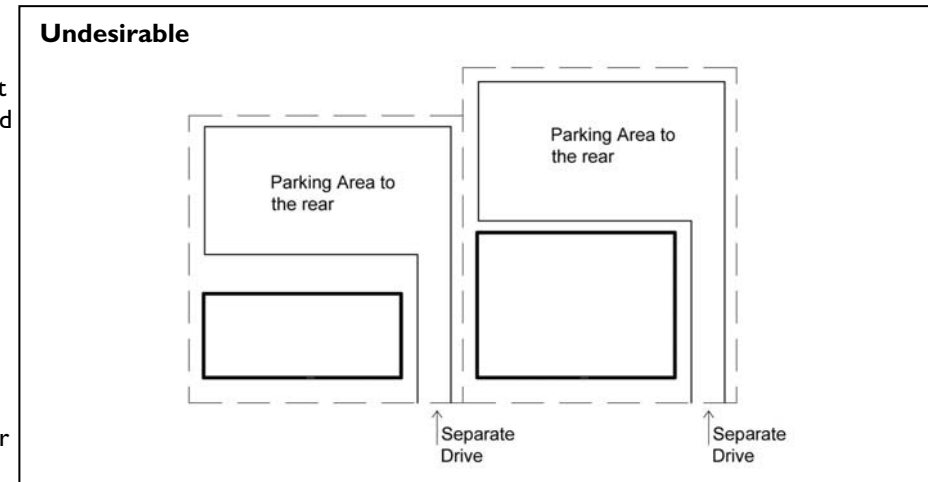 Undesirable
Parking Area to
the rear
Parking Area to
the rear
Separate
Drive
Separate
Drive